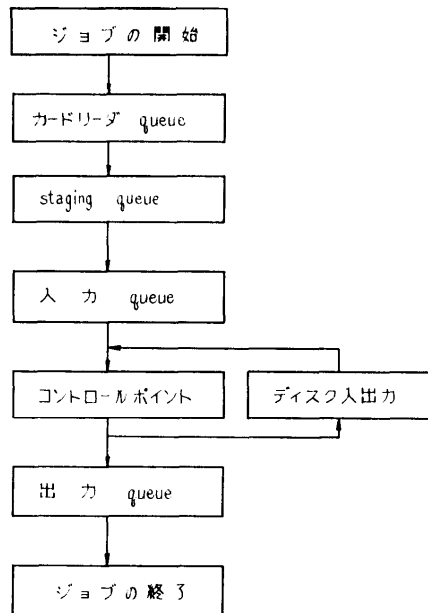 ジョブの開始
カードリーダ queue
staging queue
入力 queue
コントロールポイント
ディスク入出力
出力 queue
ジョブの終了